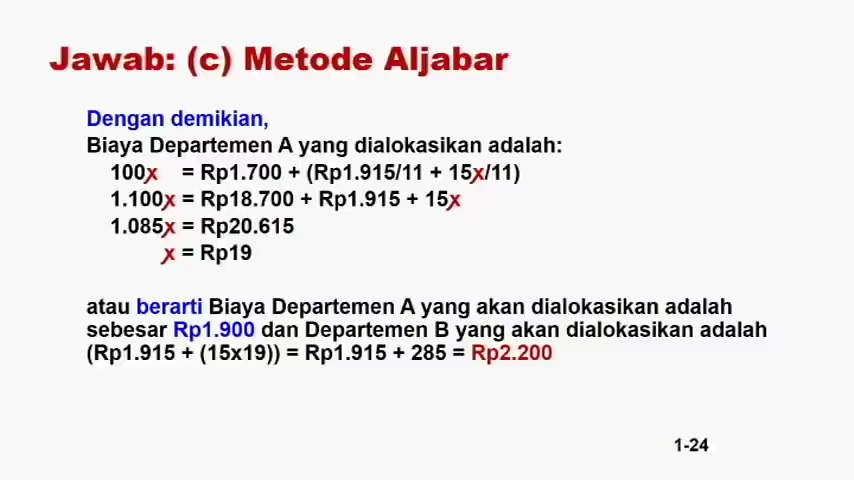 Jawab: (c) Metode Aljabar
Dengan demikian,
Biaya Departemen A yang dialokasikan adalah:
100x = Rp1.700 + (Rp1.915/11 + 15x/11)
1.100x = Rp18.700 + Rp1.915 + 15x
1.085x = Rp20.615
x = Rp19
atau berarti Biaya Departemen A yang akan dialokasikan adalah
sebesar Rp1.900 dan Departemen B yang akan dialokasikan adalah
(Rp1.915 + (15x19)) = Rp1.915 + 285 = Rp2.200
1-24